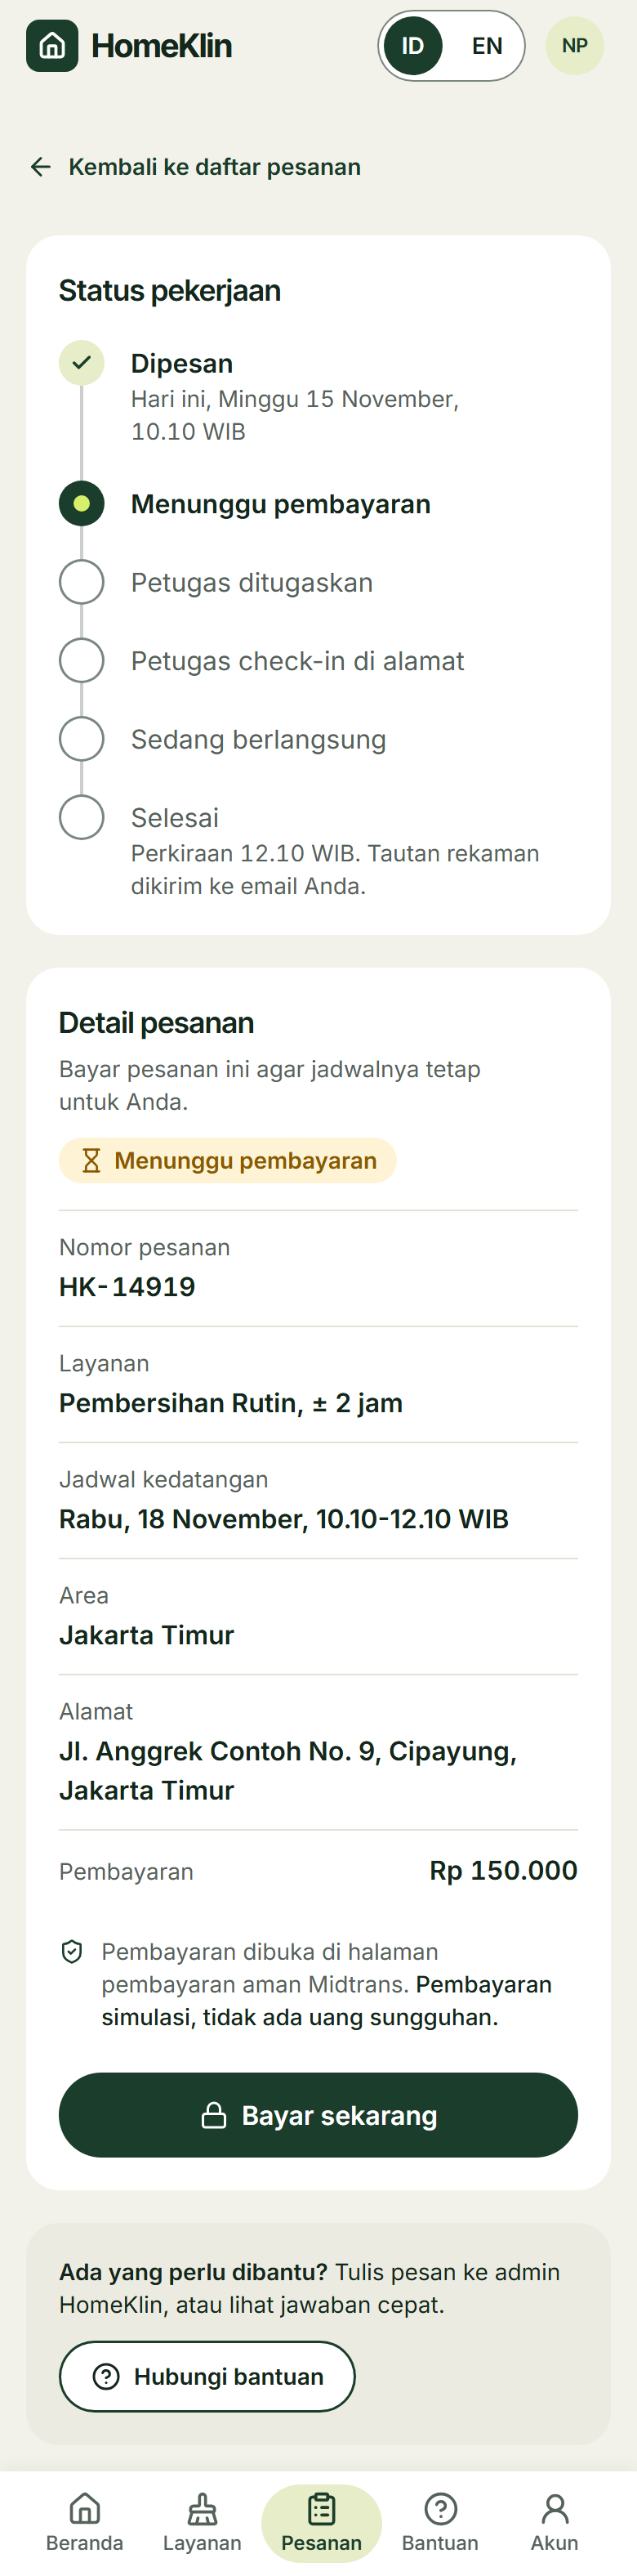 HomeKlin
ID
EN
NP
Kembali ke daftar pesanan
Status pekerjaan
Dipesan
Hari ini, Minggu 15 November,
10.10 WIB
Menunggu pembayaran
Petugas ditugaskan
Petugas check-in di alamat
Sedang berlangsung
Selesai
Perkiraan 12.10 WIB. Tautan rekaman
dikirim ke email Anda.
Detail pesanan
Bayar pesanan ini agar jadwalnya tetap
untuk Anda.
Menunggu pembayaran
Nomor pesanan
HK-14919
Layanan
Pembersihan Rutin, ± 2 jam
Jadwal kedatangan
Rabu, 18 November, 10.10-12.10 WIB
Area
Jakarta Timur
Alamat
Jl. Anggrek Contoh No. 9, Cipayung,
Jakarta Timur
Pembayaran Rp 150.000
Pembayaran dibuka di halaman
pembayaran aman Midtrans. Pembayaran
simulasi, tidak ada uang sungguhan.
Bayar sekarang
Ada yang perlu dibantu? Tulis pesan ke admin
HomeKlin, atau lihat jawaban cepat.
Hubungi bantuan
Beranda
Layanan
Pesanan
Bantuan
Akun